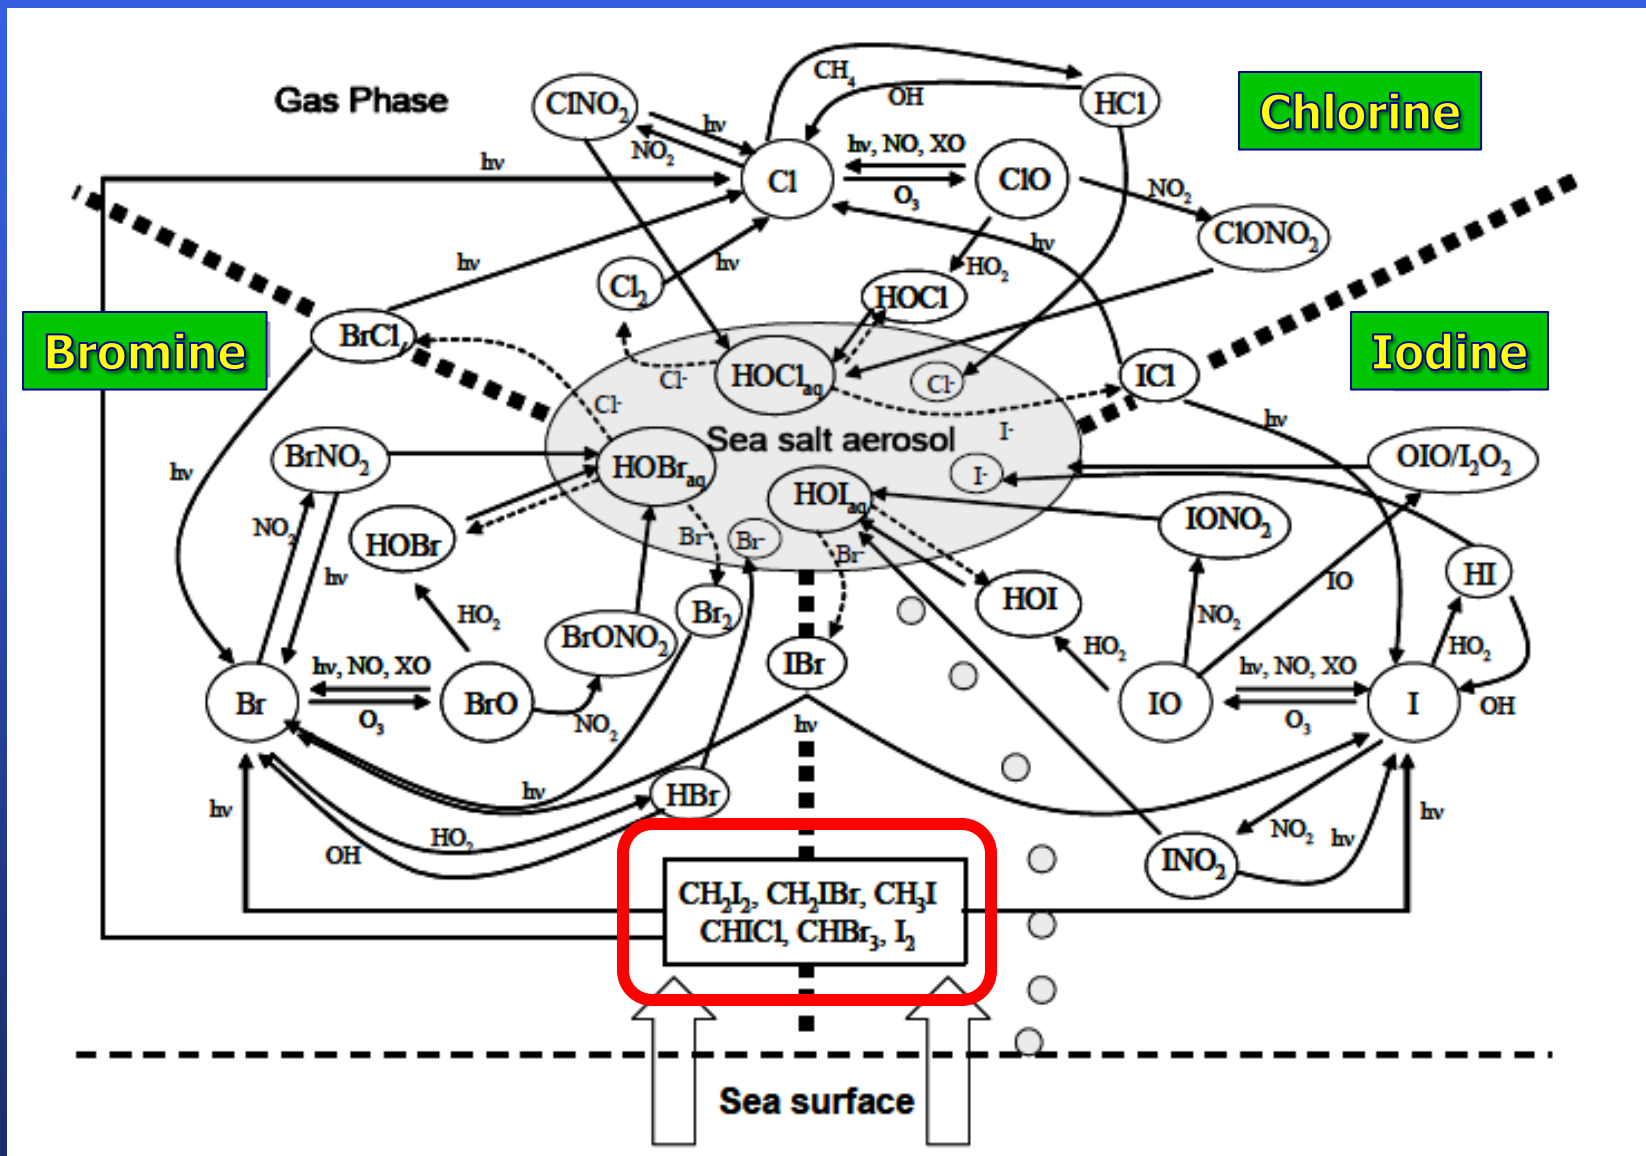 Gas Phase
Chlorine
Bromine
Iodine
ClNO₂
hν
NO₂
CH₄
OH
HCl
hν
Cl
hν, NO, XO
O₃
ClO
NO₂
ClONO₂
hν
HO₂
hν
Cl₂
hν
HOCl
BrCl
Cl⁻
HOClaq
Cl⁻
ICl
Cl⁻
hν
Sea salt aerosol
I⁻
BrNO₂
HOBraq
I⁻
OIO/I₂O₂
hν
HOIaq
NO₂
HOBr
Br⁻
Br⁻
Br⁻
IONO₂
hν
HI
IO
HO₂
BrONO₂
Br₂
HOI
NO₂
HO₂
HO₂
IBr
hν, NO, XO
O₃
Br
BrO
NO₂
hν
IO
hν, NO, XO
O₃
I
OH
hν
HBr
hν
HO₂
OH
NO₂
hν
hν
INO₂
CH₂I₂, CH₂IBr, CH₃I
CHICl, CHBr₃, I₂
Sea surface